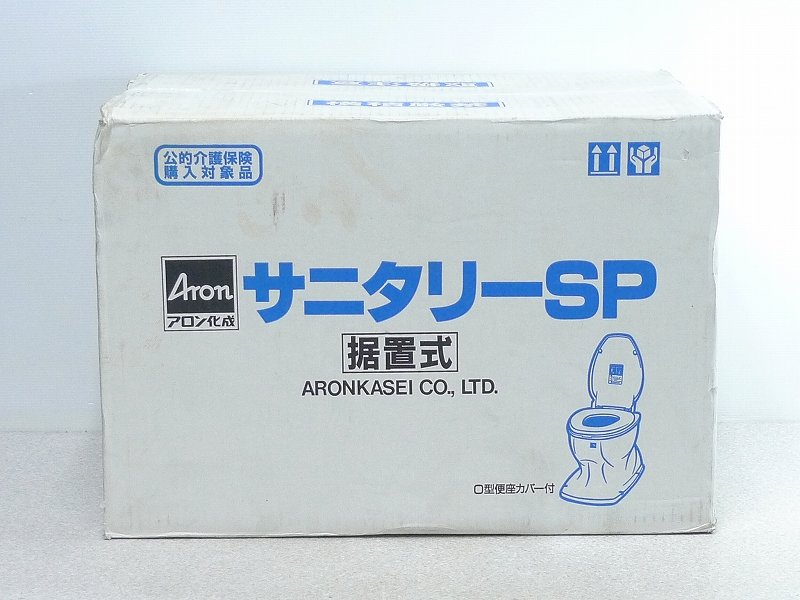 公的介護保険
購入対象品
Aron
アロン化成
サニタリーSP
据置式
ARONKASEI CO., LTD.
O型便座カバー付